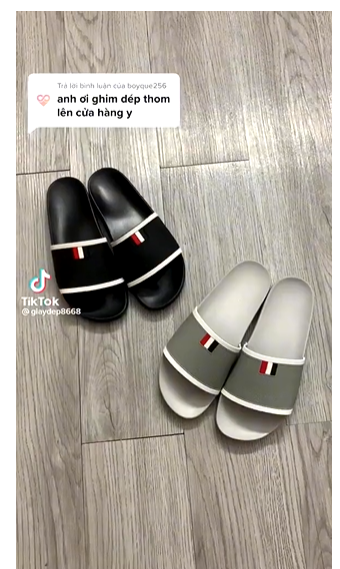 Trả lời bình luận của boyque256
anh ơi ghim dép thom
lên cửa hàng y
TikTok
@giaydep8668